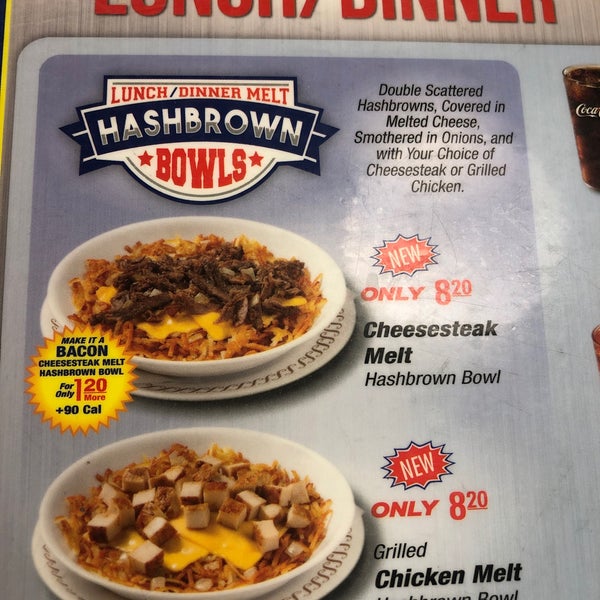 LUNCH/DINNER
LUNCH/DINNER MELT
HASHBROWN
BOWLS
Double Scattered
Hashbrowns, Covered in
Melted Cheese,
Smothered in Onions, and
with Your Choice of
Cheesesteak or Grilled
Chicken.
NEW
ONLY 8.20
Cheesesteak
Melt
Hashbrown Bowl
MAKE IT A
BACON
CHEESESTEAK MELT
HASHBROWN BOWL
For Only 1.20 More
+90 Cal
NEW
ONLY 8.20
Grilled
Chicken Melt
Hashbrown Bowl